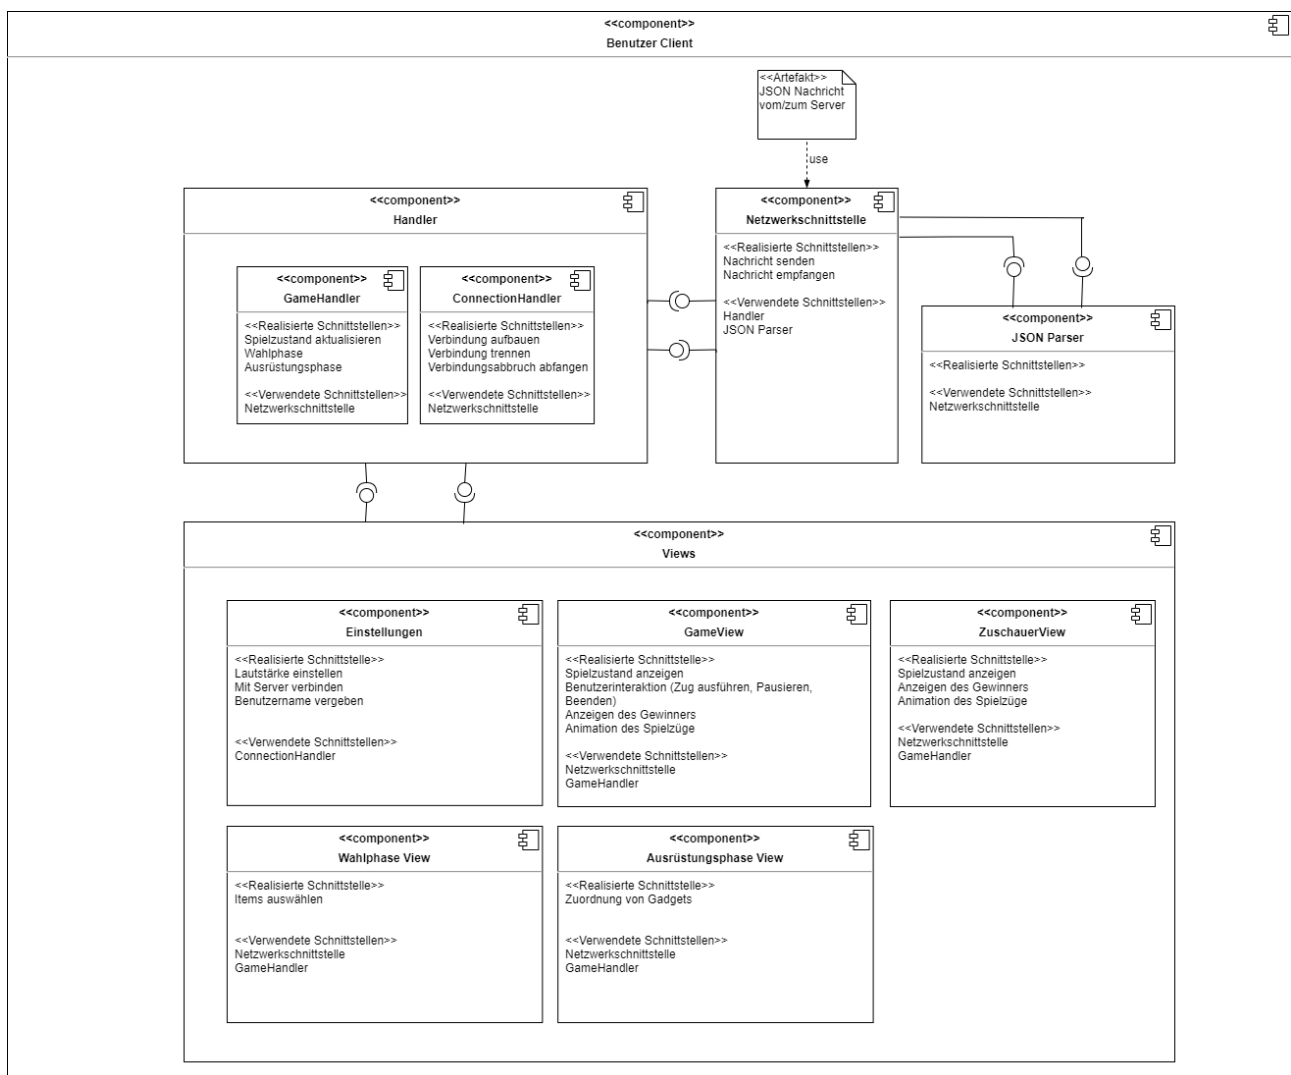 <<component>>
Benutzer Client
<<Artefakt>>
JSON Nachricht
vom/zum Server
use
<<component>>
Handler
<<component>>
GameHandler
<<Realisierte Schnittstellen>>
Spielzustand aktualisieren
Wahlphase
Ausrüstungsphase
<<Verwendete Schnittstellen>>
Netzwerkschnittstelle
<<component>>
ConnectionHandler
<<Realisierte Schnittstellen>>
Verbindung aufbauen
Verbindung trennen
Verbindungsabbruch abfangen
<<Verwendete Schnittstellen>>
Netzwerkschnittstelle
<<component>>
Netzwerkschnittstelle
<<Realisierte Schnittstellen>>
Nachricht senden
Nachricht empfangen
<<Verwendete Schnittstellen>>
Handler
JSON Parser
<<component>>
JSON Parser
<<Realisierte Schnittstellen>>
<<Verwendete Schnittstellen>>
Netzwerkschnittstelle
<<component>>
Views
<<component>>
Einstellungen
<<Realisierte Schnittstelle>>
Lautstärke einstellen
Mit Server verbinden
Benutzername vergeben
<<Verwendete Schnittstellen>>
ConnectionHandler
<<component>>
GameView
<<Realisierte Schnittstelle>>
Spielzustand anzeigen
Benutzerinteraktion (Zug ausführen, Pausieren,
Beenden)
Anzeigen des Gewinners
Animation des Spielzüge
<<Verwendete Schnittstellen>>
Netzwerkschnittstelle
GameHandler
<<component>>
ZuschauerView
<<Realisierte Schnittstelle>>
Spielzustand anzeigen
Anzeigen des Gewinners
Animation des Spielzüge
<<Verwendete Schnittstellen>>
Netzwerkschnittstelle
GameHandler
<<component>>
Wahlphase View
<<Realisierte Schnittstelle>>
Items auswählen
<<Verwendete Schnittstellen>>
Netzwerkschnittstelle
GameHandler
<<component>>
Ausrüstungsphase View
<<Realisierte Schnittstelle>>
Zuordnung von Gadgets
<<Verwendete Schnittstellen>>
Netzwerkschnittstelle
GameHandler